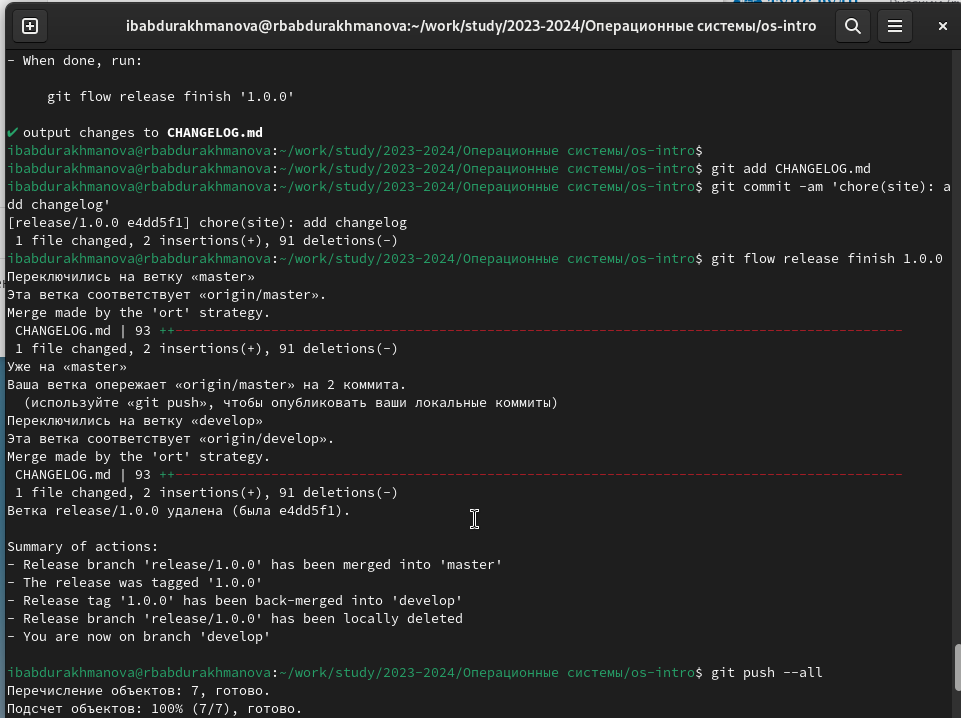 ibabdurakhmanova@rbabdurakhmanova:~/work/study/2023-2024/Операционные системы/os-intro
- When done, run:
git flow release finish '1.0.0'
✔ output changes to CHANGELOG.md
ibabdurakhmanova@rbabdurakhmanova:~/work/study/2023-2024/Операционные системы/os-intro$
ibabdurakhmanova@rbabdurakhmanova:~/work/study/2023-2024/Операционные системы/os-intro$ git add CHANGELOG.md
ibabdurakhmanova@rbabdurakhmanova:~/work/study/2023-2024/Операционные системы/os-intro$ git commit -am 'chore(site): a
dd changelog'
[release/1.0.0 e4dd5f1] chore(site): add changelog
1 file changed, 2 insertions(+), 91 deletions(-)
ibabdurakhmanova@rbabdurakhmanova:~/work/study/2023-2024/Операционные системы/os-intro$ git flow release finish 1.0.0
Переключились на ветку «master»
Эта ветка соответствует «origin/master».
Merge made by the 'ort' strategy.
CHANGELOG.md | 93 ++-------------------------------------------------------------------------------------------
1 file changed, 2 insertions(+), 91 deletions(-)
Уже на «master»
Ваша ветка опережает «origin/master» на 2 коммита.
(используйте «git push», чтобы опубликовать ваши локальные коммиты)
Переключились на ветку «develop»
Эта ветка соответствует «origin/develop».
Merge made by the 'ort' strategy.
CHANGELOG.md | 93 ++-------------------------------------------------------------------------------------------
1 file changed, 2 insertions(+), 91 deletions(-)
Ветка release/1.0.0 удалена (была e4dd5f1).
Summary of actions:
- Release branch 'release/1.0.0' has been merged into 'master'
- The release was tagged '1.0.0'
- Release tag '1.0.0' has been back-merged into 'develop'
- Release branch 'release/1.0.0' has been locally deleted
- You are now on branch 'develop'
ibabdurakhmanova@rbabdurakhmanova:~/work/study/2023-2024/Операционные системы/os-intro$ git push --all
Перечисление объектов: 7, готово.
Подсчет объектов: 100% (7/7), готово.